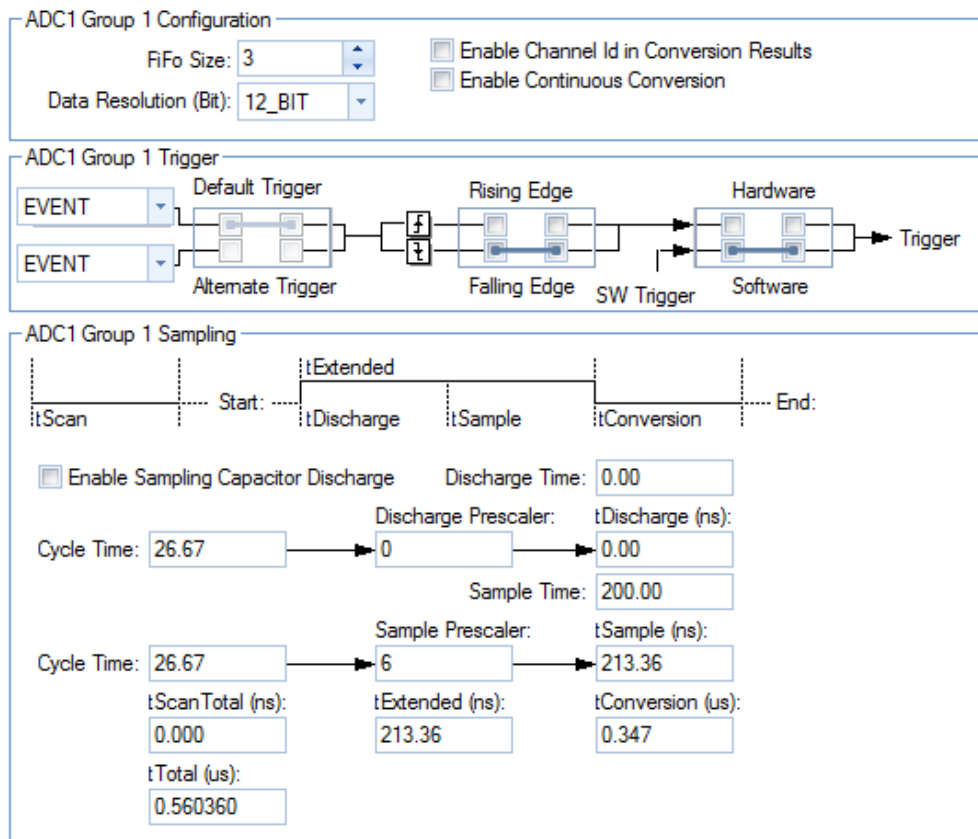 ADC1 Group 1 Configuration
FiFo Size: 3
Enable Channel Id in Conversion Results
Enable Continuous Conversion
Data Resolution (Bit): 12_BIT
ADC1 Group 1 Trigger
EVENT
Default Trigger
Rising Edge
Hardware
EVENT
Trigger
Alternate Trigger
Falling Edge
SW Trigger
Software
ADC1 Group 1 Sampling
tExtended
Start:
End:
tScan
tDischarge
tSample
tConversion
Enable Sampling Capacitor Discharge
Discharge Time: 0.00
Discharge Prescaler:
tDischarge (ns):
Cycle Time: 26.67
0
0.00
Sample Time: 200.00
Sample Prescaler:
tSample (ns):
Cycle Time: 26.67
6
213.36
tScanTotal (ns):
tExtended (ns):
tConversion (us):
0.000
213.36
0.347
tTotal (us):
0.560360